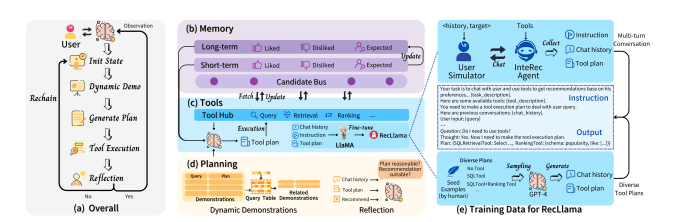 User
Observation
Init State
Dynamic Demo
Rechain
Generate Plan
Tool Execution
Reflection
No
Yes
(a) Overall
(b) Memory
Long-term
Liked
Disliked
Expected
Short-term
Liked
Disliked
Expected
Update
Candidate Bus
Fetch
Update
(c) Tools
Tool Hub
Query
Retrieval
Ranking
...
Execution
Tool plan
Chat history
Instruction
Tool plan
LlaMA
Fine-tune
RecLlama
(d) Planning
Query
Plan
Demonstrations
Query Table
Related
Demonstrations
Dynamic Demonstrations
Plan reasonable?
Recommendation
suitable?
Chat history
Tool plan
Recommend
Reflection
<history, target>
Tools
User
Simulator
Chat
InteRec
Agent
Collect
Instruction
Chat history
Tool plan
Multi-turn
Conversation
Your task is to chat with user and use tools to get recommendations base on his
preferences... {task_description}.
Here are some available tools: {tool_description}.
You need to make a tool execution plan to deal with user query.
Here are previous conversations: {chat_history}.
User input: {query}
Instruction
Output
Question: Do I need to use tools?
Thought: Yes. Now I need to make the tool execution plan.
Plan: {SQLRetrievalTool: Select ..., RankingTool: {schema: popularity, like: [...]}}
Diverse Plans
Seed
Examples
(by human)
No Tool
SQLTool
SQLTool+RankingTool
...
Sampling
GPT-4
Generate
Chat history
Tool plan
Diverse
Tool Plans
(e) Training Data for RecLlama